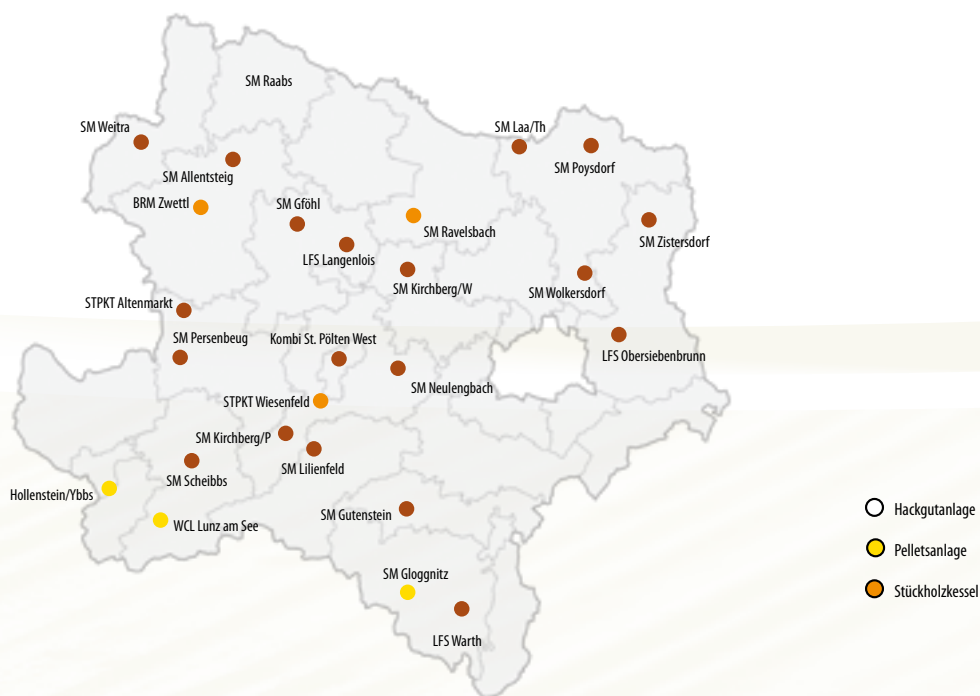 SM Raabs
SM Weitra
SM Laa/Th
SM Poysdorf
SM Allentsteig
BRM Zwettl
SM Gföhl
SM Ravelsbach
SM Zistersdorf
LFS Langenlois
SM Kirchberg/W
SM Wolkersdorf
STPKT Altenmarkt
SM Persenbeug
Kombi St. Pölten West
LFS Obersiebenbrunn
SM Neulengbach
STPKT Wiesenfeld
SM Kirchberg/P
SM Lilienfeld
SM Scheibbs
Hollenstein/Ybbs
WCL Lunz am See
SM Gutenstein
SM Gloggnitz
LFS Warth
Hackgutanlage
Pelletsanlage
Stückholzkessel